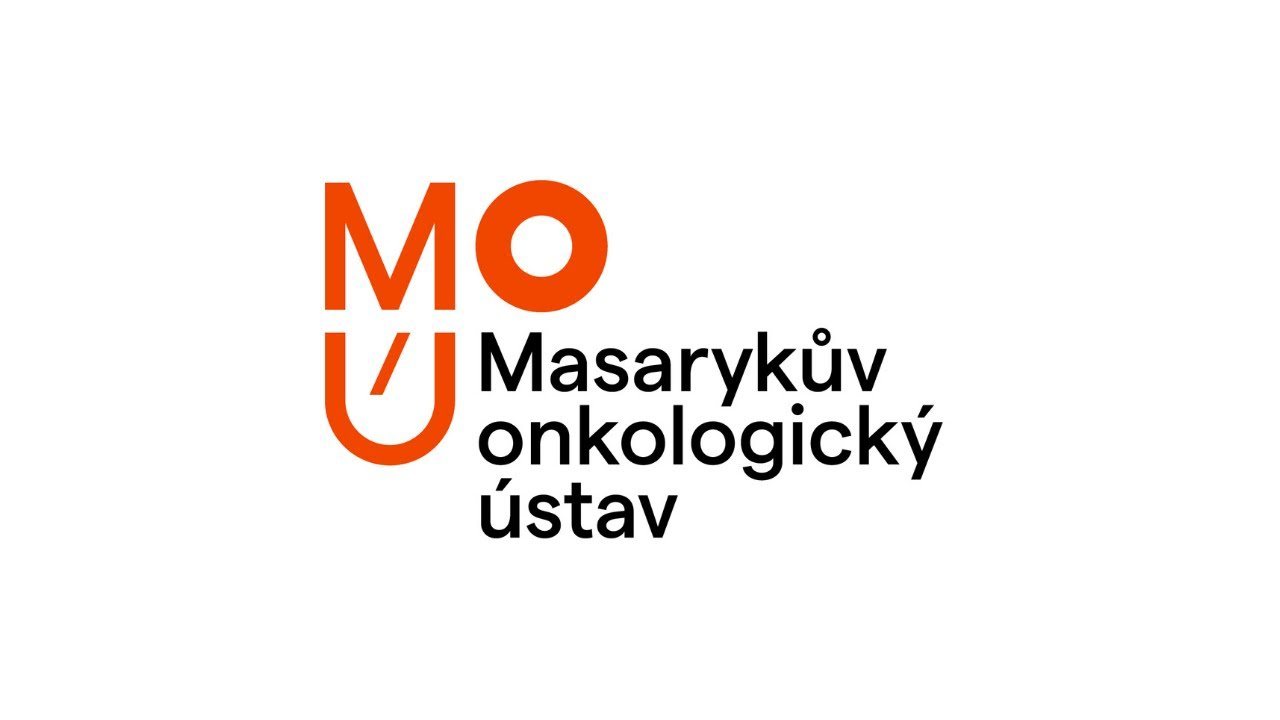 MO
Ú
Masarykův
onkologický
ústav